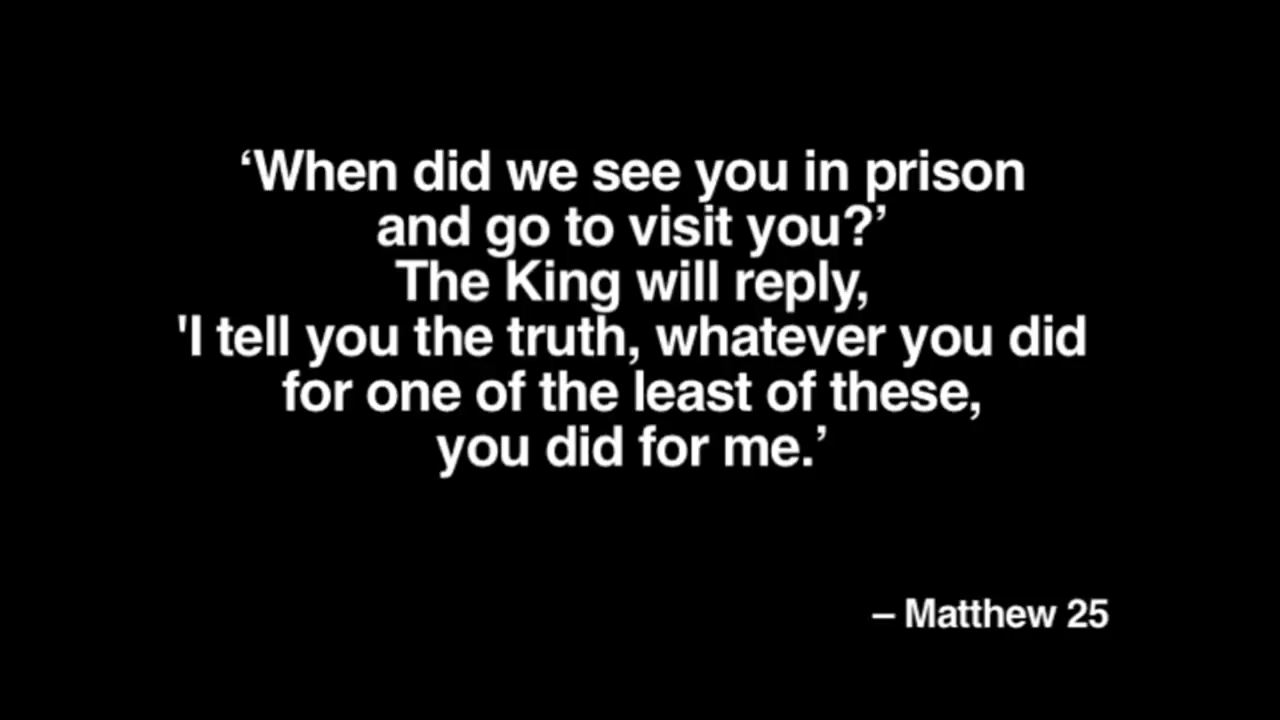 ‘When did we see you in prison
and go to visit you?’
The King will reply,
'I tell you the truth, whatever you did
for one of the least of these,
you did for me.’
– Matthew 25